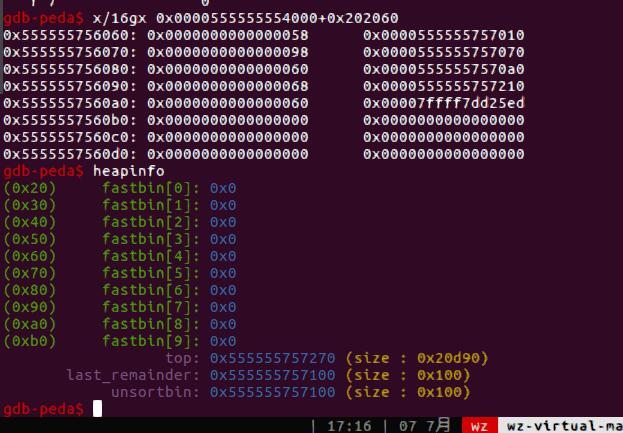 gdb-peda$ x/16gx 0x0000555555554000+0x202060
0x555555756060: 0x0000000000000058 0x0000555555757010
0x555555756070: 0x0000000000000098 0x0000555555757070
0x555555756080: 0x0000000000000060 0x00005555557570a0
0x555555756090: 0x0000000000000068 0x0000555555757210
0x5555557560a0: 0x0000000000000060 0x00007ffff7dd25ed
0x5555557560b0: 0x0000000000000000 0x0000000000000000
0x5555557560c0: 0x0000000000000000 0x0000000000000000
0x5555557560d0: 0x0000000000000000 0x0000000000000000
gdb-peda$ heapinfo
(0x20) fastbin[0]: 0x0
(0x30) fastbin[1]: 0x0
(0x40) fastbin[2]: 0x0
(0x50) fastbin[3]: 0x0
(0x60) fastbin[4]: 0x0
(0x70) fastbin[5]: 0x0
(0x80) fastbin[6]: 0x0
(0x90) fastbin[7]: 0x0
(0xa0) fastbin[8]: 0x0
(0xb0) fastbin[9]: 0x0
top: 0x555555757270 (size : 0x20d90)
last_remainder: 0x555555757100 (size : 0x100)
unsortbin: 0x555555757100 (size : 0x100)
gdb-peda$
| 17:16 | 07 7月 wz wz-virtual-ma